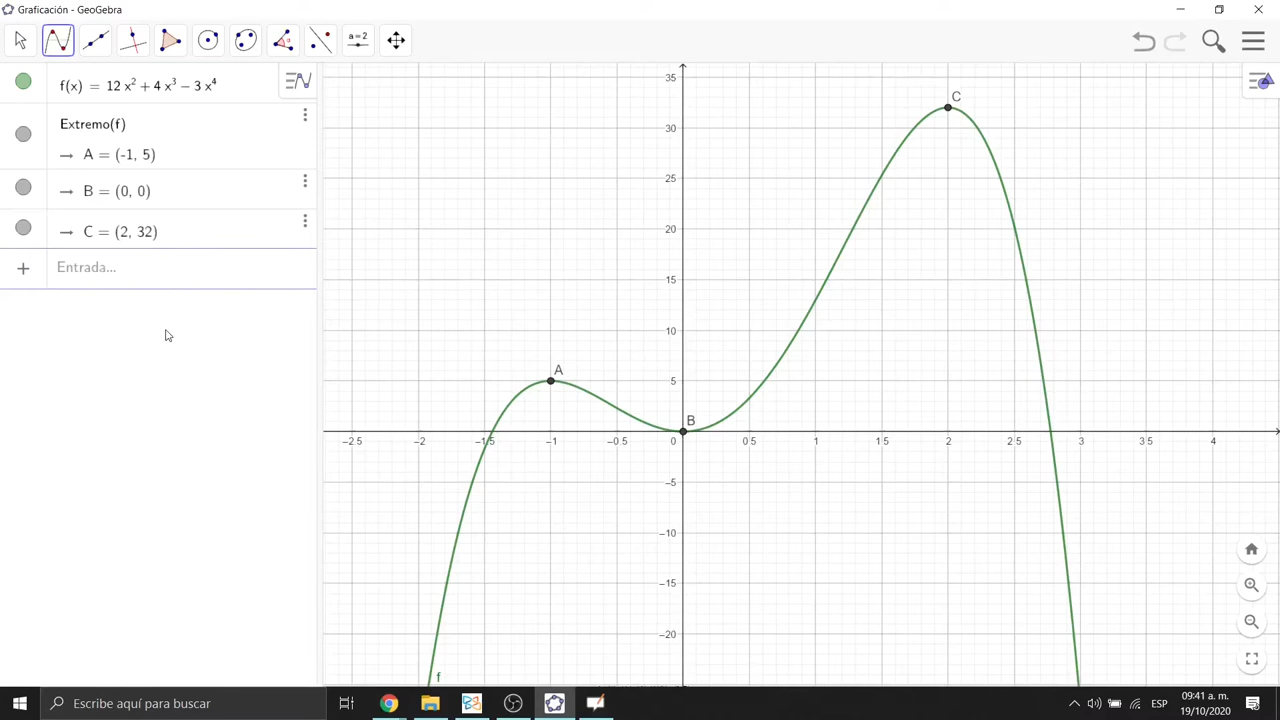 Graficación - GeoGebra
a=2
f(x) = 12 x² + 4 x³ − 3 x⁴
Extremo(f)
→ A = (-1, 5)
→ B = (0, 0)
→ C = (2, 32)
+ Entrada...
35
30
25
20
15
10
5
−2.5 −2 −1.5 −1 −0.5 0 0.5 1 1.5 2 2.5 3 3.5 4
−5
−10
−15
−20
A
B
C
f
Escribe aquí para buscar
ESP
09:41 a. m.
19/10/2020